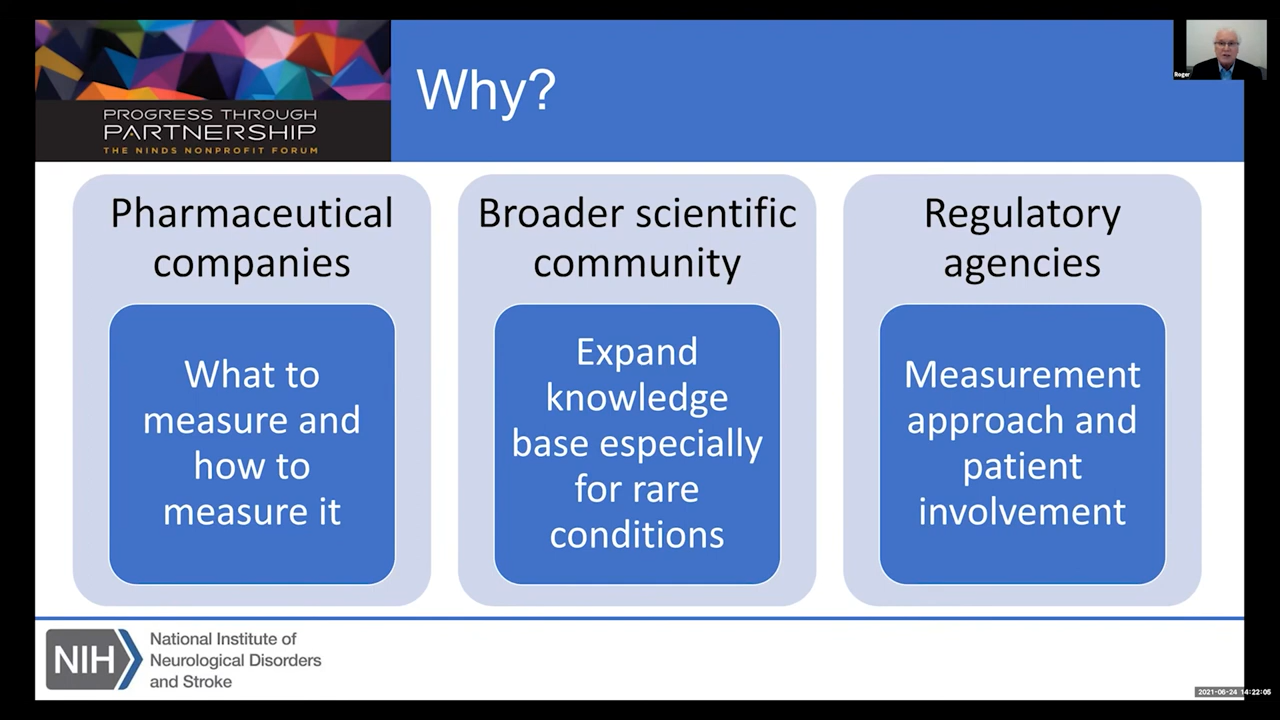 PROGRESS THROUGH
PARTNERSHIP
THE NINDS NONPROFIT FORUM
Why?
Roger
Pharmaceutical
companies
What to
measure and
how to
measure it
Broader scientific
community
Expand
knowledge
base especially
for rare
conditions
Regulatory
agencies
Measurement
approach and
patient
involvement
NIH
National Institute of
Neurological Disorders
and Stroke
2021-06-24 14:22:05